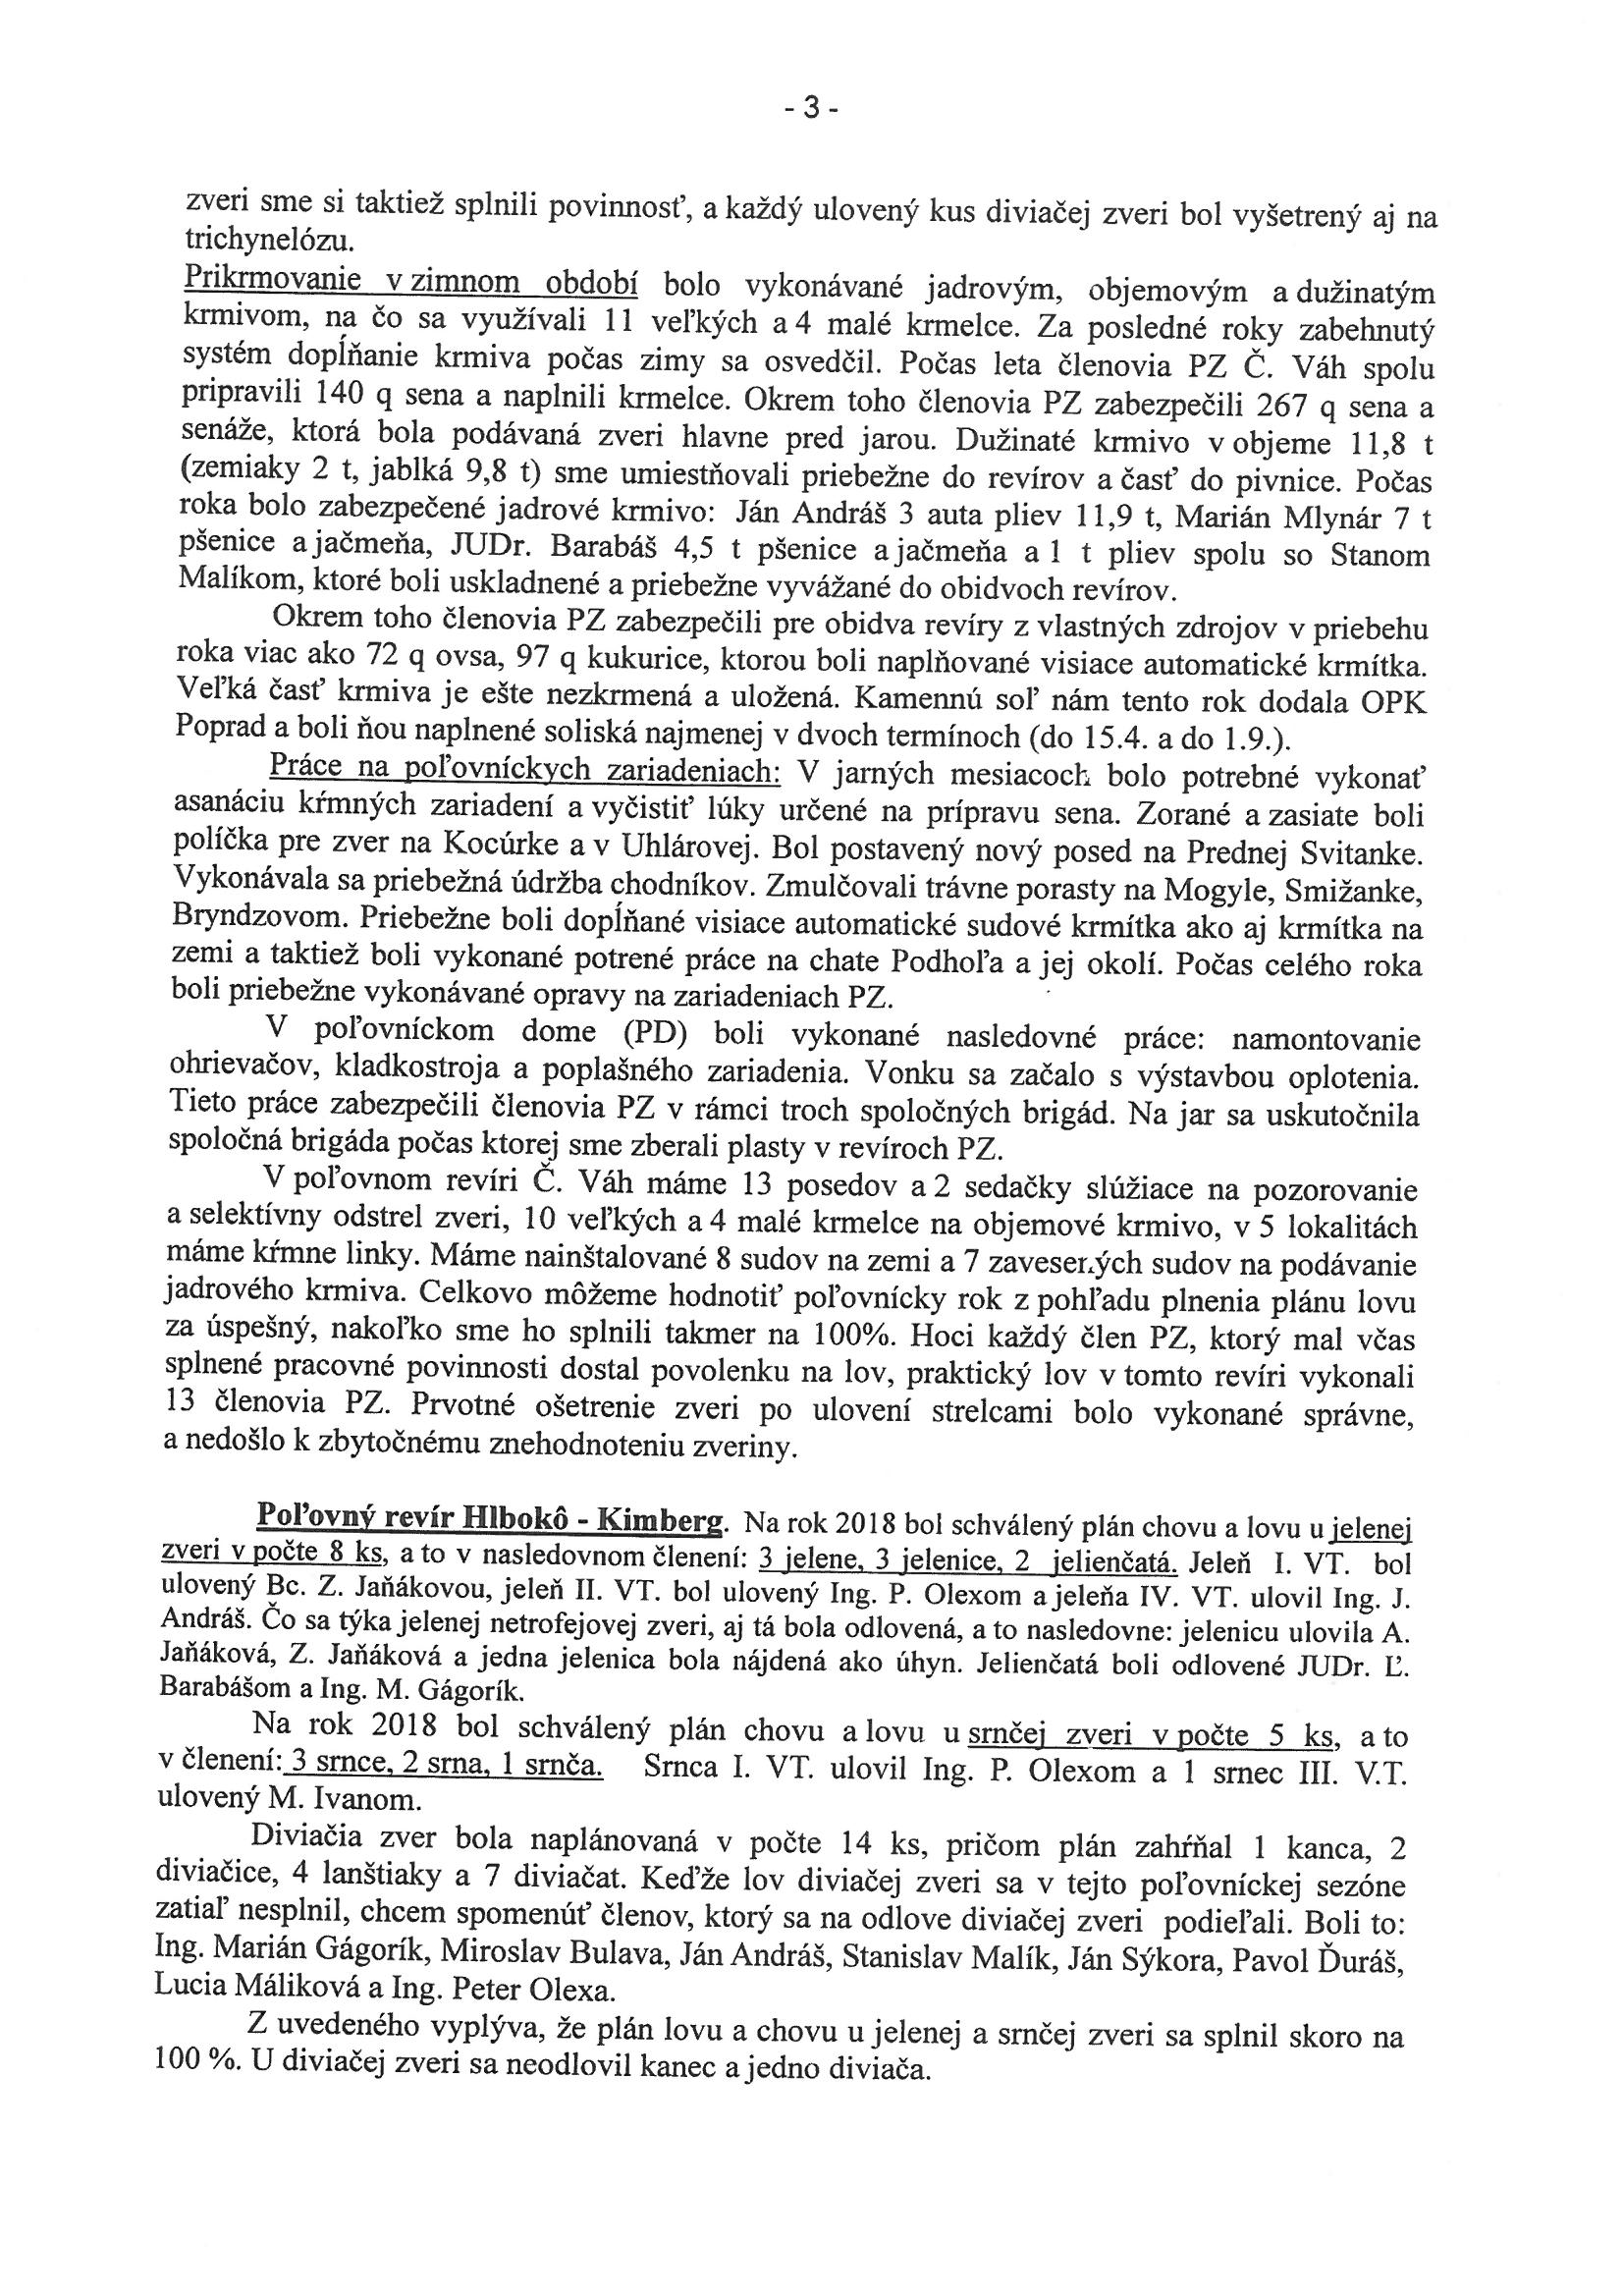 - 3 -
zveri sme si taktiež splnili povinnosť, a každý ulovený kus diviačej zveri bol vyšetrený aj na
trichynelózu.
Prikrmovanie v zimnom období bolo vykonávané jadrovým, objemovým a dužinatým
krmivom, na čo sa využívali 11 veľkých a 4 malé krmelce. Za posledné roky zabehnutý
systém dopĺňanie krmiva počas zimy sa osvedčil. Počas leta členovia PZ Č. Váh spolu
pripravili 140 q sena a naplnili krmelce. Okrem toho členovia PZ zabezpečili 267 q sena a
senáže, ktorá bola podávaná zveri hlavne pred jarou. Dužinaté krmivo v objeme 11,8 t
(zemiaky 2 t, jablká 9,8 t) sme umiestňovali priebežne do revírov a časť do pivnice. Počas
roka bolo zabezpečené jadrové krmivo: Ján Andráš 3 auta pliev 11,9 t, Marián Mlynár 7 t
pšenice a jačmeňa, JUDr. Barabáš 4,5 t pšenice a jačmeňa a 1 t pliev spolu so Stanom
Malíkom, ktoré boli uskladnené a priebežne vyvážané do obidvoch revírov.
Okrem toho členovia PZ zabezpečili pre obidva revíry z vlastných zdrojov v priebehu
roka viac ako 72 q ovsa, 97 q kukurice, ktorou boli naplňované visiace automatické krmítka.
Veľká časť krmiva je ešte nezkrmená a uložená. Kamennú soľ nám tento rok dodala OPK
Poprad a boli ňou naplnené soliská najmenej v dvoch termínoch (do 15.4. a do 1.9.).
Práce na poľovníckych zariadeniach: V jarných mesiacoch bolo potrebné vykonať
asanáciu kŕmných zariadení a vyčistiť lúky určené na prípravu sena. Zorané a zasiate boli
políčka pre zver na Kocúrke a v Uhlárovej. Bol postavený nový posed na Prednej Svitanke.
Vykonávala sa priebežná údržba chodníkov. Zmulčovali trávne porasty na Mogyle, Smižanke,
Bryndzovom. Priebežne boli dopĺňané visiace automatické sudové krmítka ako aj krmítka na
zemi a taktiež boli vykonané potrené práce na chate Podhoľa a jej okolí. Počas celého roka
boli priebežne vykonávané opravy na zariadeniach PZ.
V poľovníckom dome (PD) boli vykonané nasledovné práce: namontovanie
ohrievačov, kladkostroja a poplašného zariadenia. Vonku sa začalo s výstavbou oplotenia.
Tieto práce zabezpečili členovia PZ v rámci troch spoločných brigád. Na jar sa uskutočnila
spoločná brigáda počas ktorej sme zberali plasty v revíroch PZ.
V poľovnom revíri Č. Váh máme 13 posedov a 2 sedačky slúžiace na pozorovanie
a selektívny odstrel zveri, 10 veľkých a 4 malé krmelce na objemové krmivo, v 5 lokalitách
máme kŕmne linky. Máme nainštalované 8 sudov na zemi a 7 zavesených sudov na podávanie
jadrového krmiva. Celkovo môžeme hodnotiť poľovnícky rok z pohľadu plnenia plánu lovu
za úspešný, nakoľko sme ho splnili takmer na 100%. Hoci každý člen PZ, ktorý mal včas
splnené pracovné povinnosti dostal povolenku na lov, praktický lov v tomto revíri vykonali
13 členovia PZ. Prvotné ošetrenie zveri po ulovení strelcami bolo vykonané správne,
a nedošlo k zbytočnému znehodnoteniu zveriny.
Poľovný revír Hlbokô - Kimberg. Na rok 2018 bol schválený plán chovu a lovu u jelenej
zveri v počte 8 ks, a to v nasledovnom členení: 3 jelene, 3 jelenice, 2 jelienčatá. Jeleň I. VT. bol
ulovený Bc. Z. Jaňákovou, jeleň II. VT. bol ulovený Ing. P. Olexom a jeleňa IV. VT. ulovil Ing. J.
Andráš. Čo sa týka jelenej netrofejovej zveri, aj tá bola odlovená, a to nasledovne: jelenicu ulovila A.
Jaňáková, Z. Jaňáková a jedna jelenica bola nájdená ako úhyn. Jelienčatá boli odlovené JUDr. Ľ.
Barabášom a Ing. M. Gágorík.
Na rok 2018 bol schválený plán chovu a lovu u srnčej zveri v počte 5 ks, a to
v členení: 3 srnce, 2 srna, 1 srnča. Srnca I. VT. ulovil Ing. P. Olexom a 1 srnec III. V.T.
ulovený M. Ivanom.
Diviačia zver bola naplánovaná v počte 14 ks, pričom plán zahŕňal 1 kanca, 2
diviačice, 4 lanštiaky a 7 diviačat. Keďže lov diviačej zveri sa v tejto poľovníckej sezóne
zatiaľ nesplnil, chcem spomenúť členov, ktorý sa na odlove diviačej zveri podieľali. Boli to:
Ing. Marián Gágorík, Miroslav Bulava, Ján Andráš, Stanislav Malík, Ján Sýkora, Pavol Ďuráš,
Lucia Máliková a Ing. Peter Olexa.
Z uvedeného vyplýva, že plán lovu a chovu u jelenej a srnčej zveri sa splnil skoro na
100 %. U diviačej zveri sa neodlovil kanec a jedno diviača.